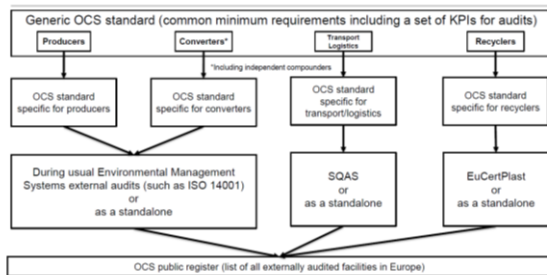 Generic OCS standard (common minimum requirements including a set of KPIs for audits)
Producers
Converters*
Transport
Logistics
Recyclers
*Including independent compounders
OCS standard
specific for producers
OCS standard
specific for converters
OCS standard
specific for
transport/logistics
OCS standard
specific for recyclers
During usual Environmental Management
Systems external audits (such as ISO 14001)
or
as a standalone
SQAS
or
as a standalone
EuCertPlast
or
as a standalone
OCS public register (list of all externally audited facilities in Europe)